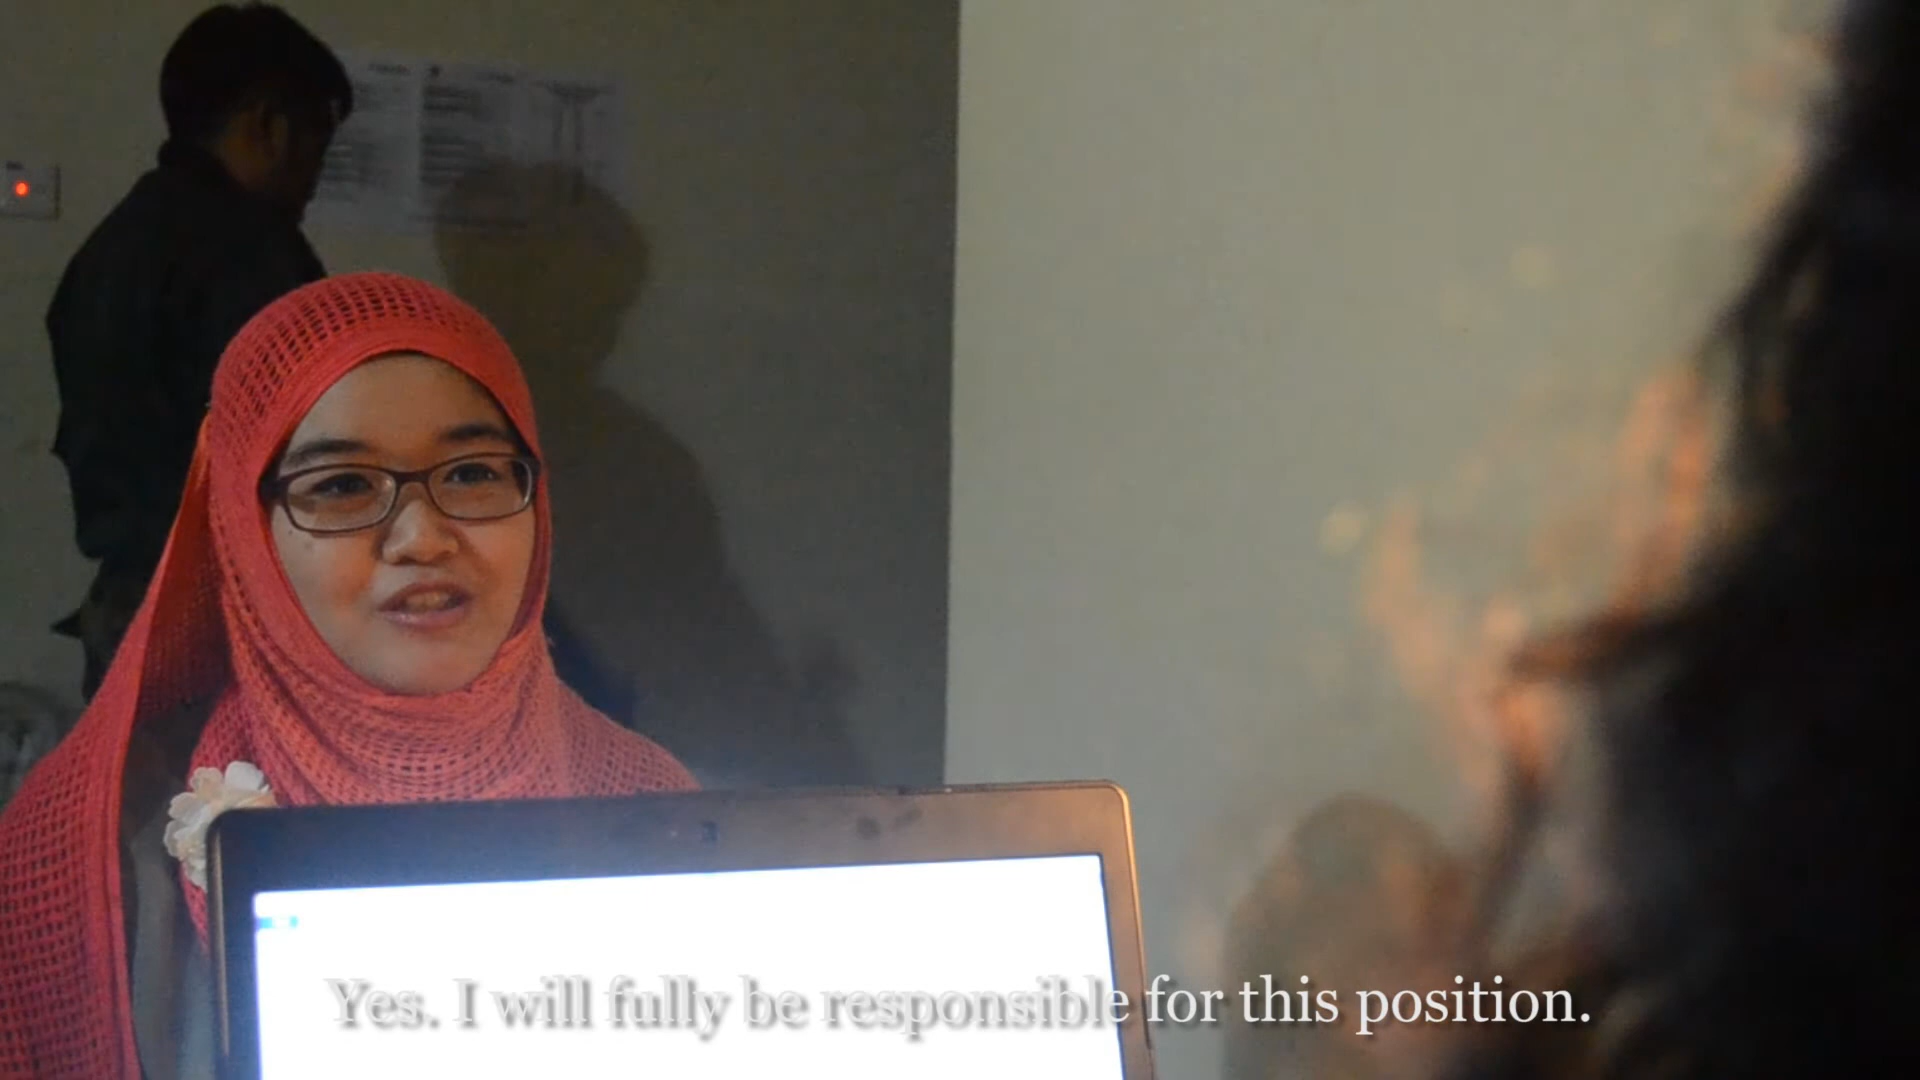 Yes. I will fully be responsible for this position.